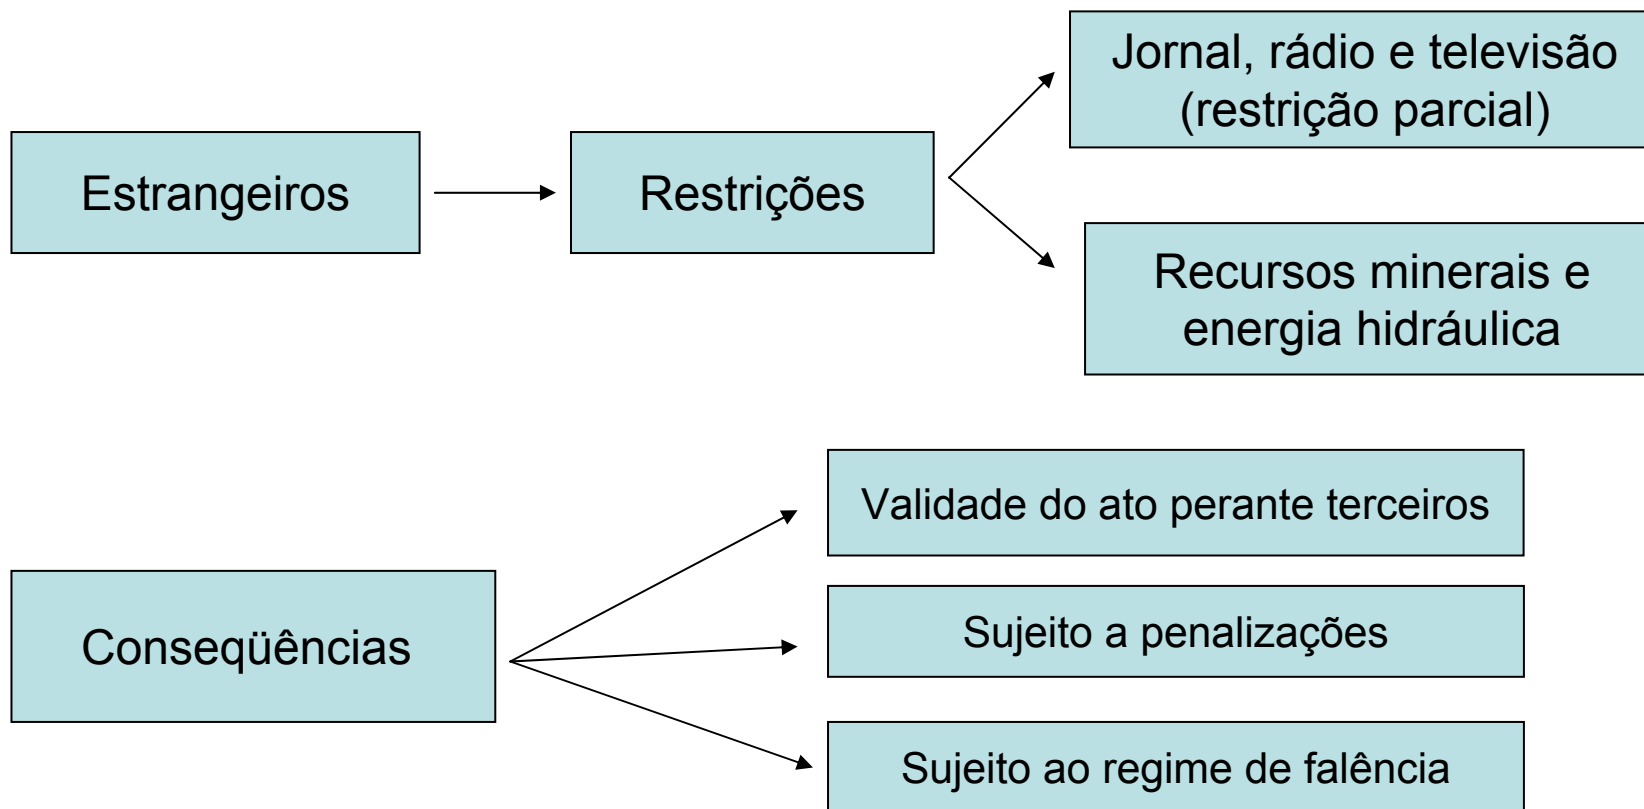 Jornal, rádio e televisão
(restrição parcial)
Estrangeiros
Restrições
Recursos minerais e
energia hidráulica
Validade do ato perante terceiros
Conseqüências
Sujeito a penalizações
Sujeito ao regime de falência